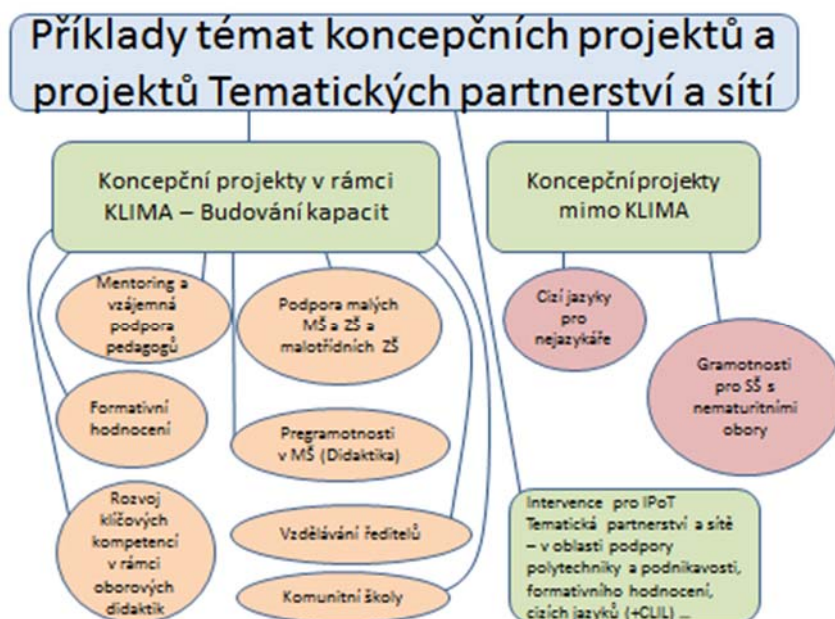 Příklady témat koncepčních projektů a
projektů Tematických partnerství a sítí
Koncepční projekty v rámci
KLIMA – Budování kapacit
Koncepční projekty
mimo KLIMA
Mentoring a
vzájemná
podpora
pedagogů
Podpora malých
MŠ a ZŠ a
malotřídních ZŠ
Cizí jazyky
pro
nejazykáře
Gramotnosti
pro SŠ s
nematuritními
obory
Formativní
hodnocení
Pregramotnosti
v MŠ (Didaktika)
Rozvoj
klíčových
kompetencí
v rámci
oborových
didaktik
Vzdělávání ředitelů
Komunitní školy
Intervence pro IPoT
Tematická partnerství a sítě
– v oblasti podpory
polytechniky a podnikavosti,
formativního hodnocení,
cizích jazyků (+CLIL) ...